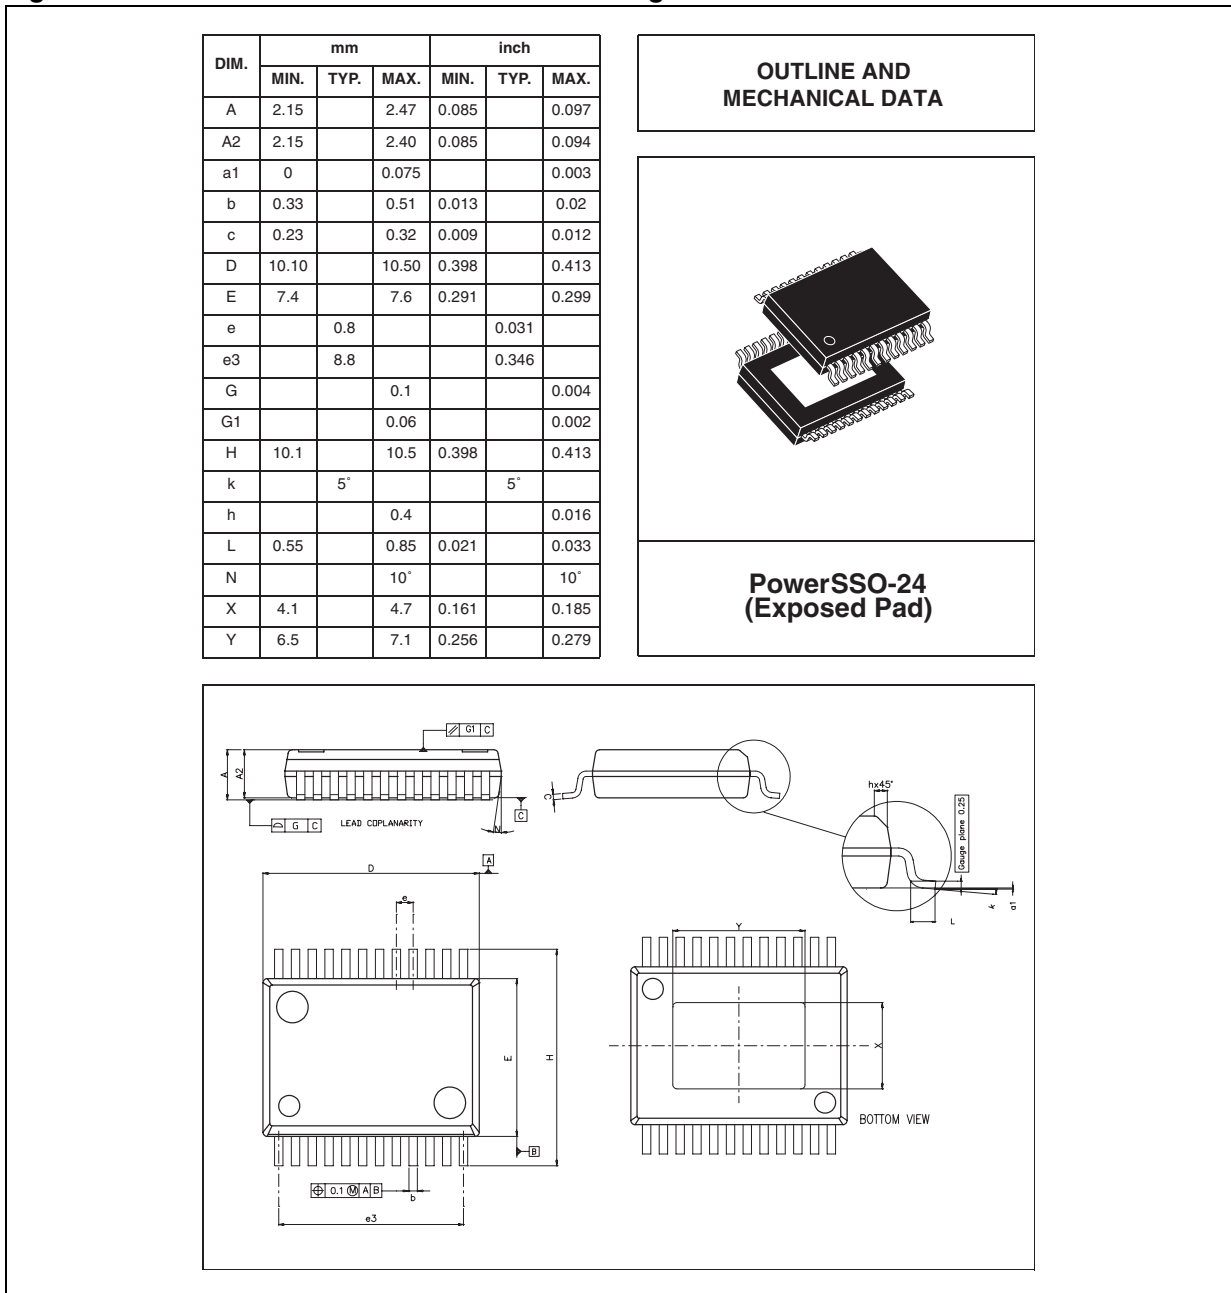 DIM. mm inch
MIN. TYP. MAX. MIN. TYP. MAX.
A 2.15 2.47 0.085 0.097
A2 2.15 2.40 0.085 0.094
a1 0 0.075 0.003
b 0.33 0.51 0.013 0.02
c 0.23 0.32 0.009 0.012
D 10.10 10.50 0.398 0.413
E 7.4 7.6 0.291 0.299
e 0.8 0.031
e3 8.8 0.346
G 0.1 0.004
G1 0.06 0.002
H 10.1 10.5 0.398 0.413
k 5° 5°
h 0.4 0.016
L 0.55 0.85 0.021 0.033
N 10° 10°
X 4.1 4.7 0.161 0.185
Y 6.5 7.1 0.256 0.279
OUTLINE AND
MECHANICAL DATA
PowerSSO-24
(Exposed Pad)
G1 C
A
A2
G C
LEAD COPLANARITY
N
C
C
hx45°
Gauge plane 0.25
L
k
a1
D
A
e
E
H
B
0.1 M A B
b
e3
Y
X
BOTTOM VIEW